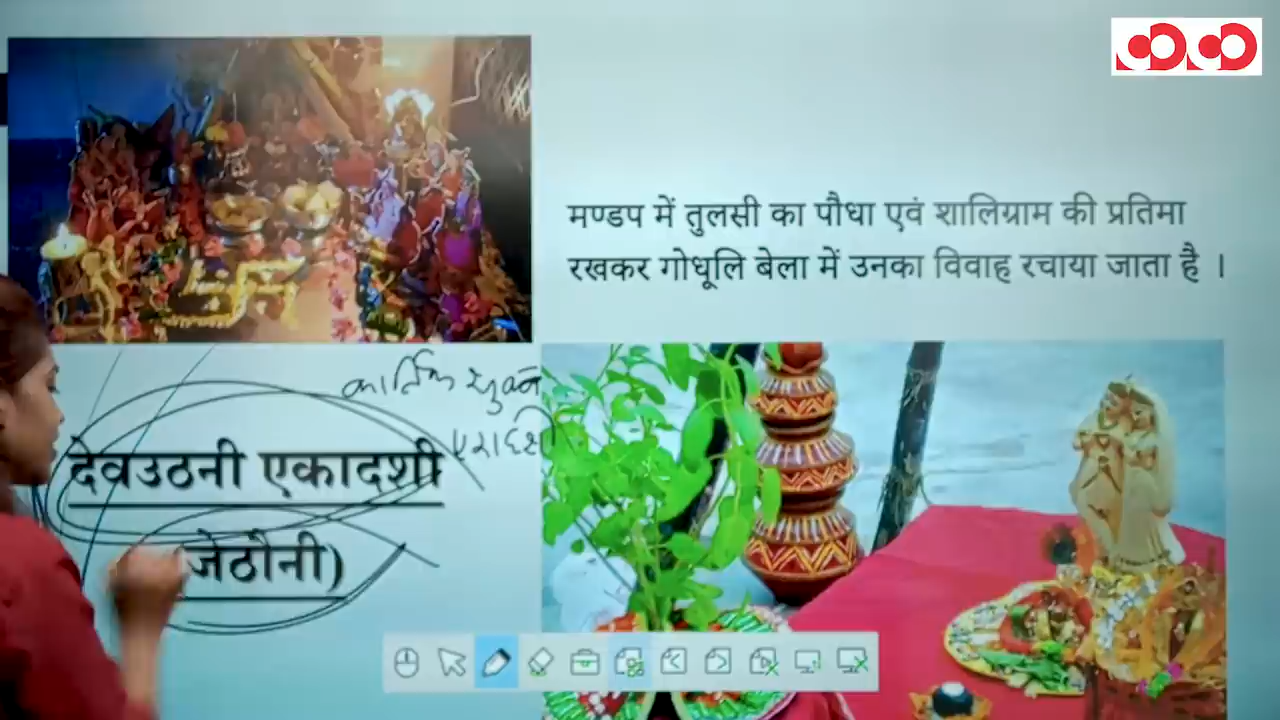 मण्डप में तुलसी का पौधा एवं शालिग्राम की प्रतिमा
रखकर गोधूलि बेला में उनका विवाह रचाया जाता है ।
कार्तिक शुक्ल
एकादशी
देवउठनी एकादशी
जेठौनी)